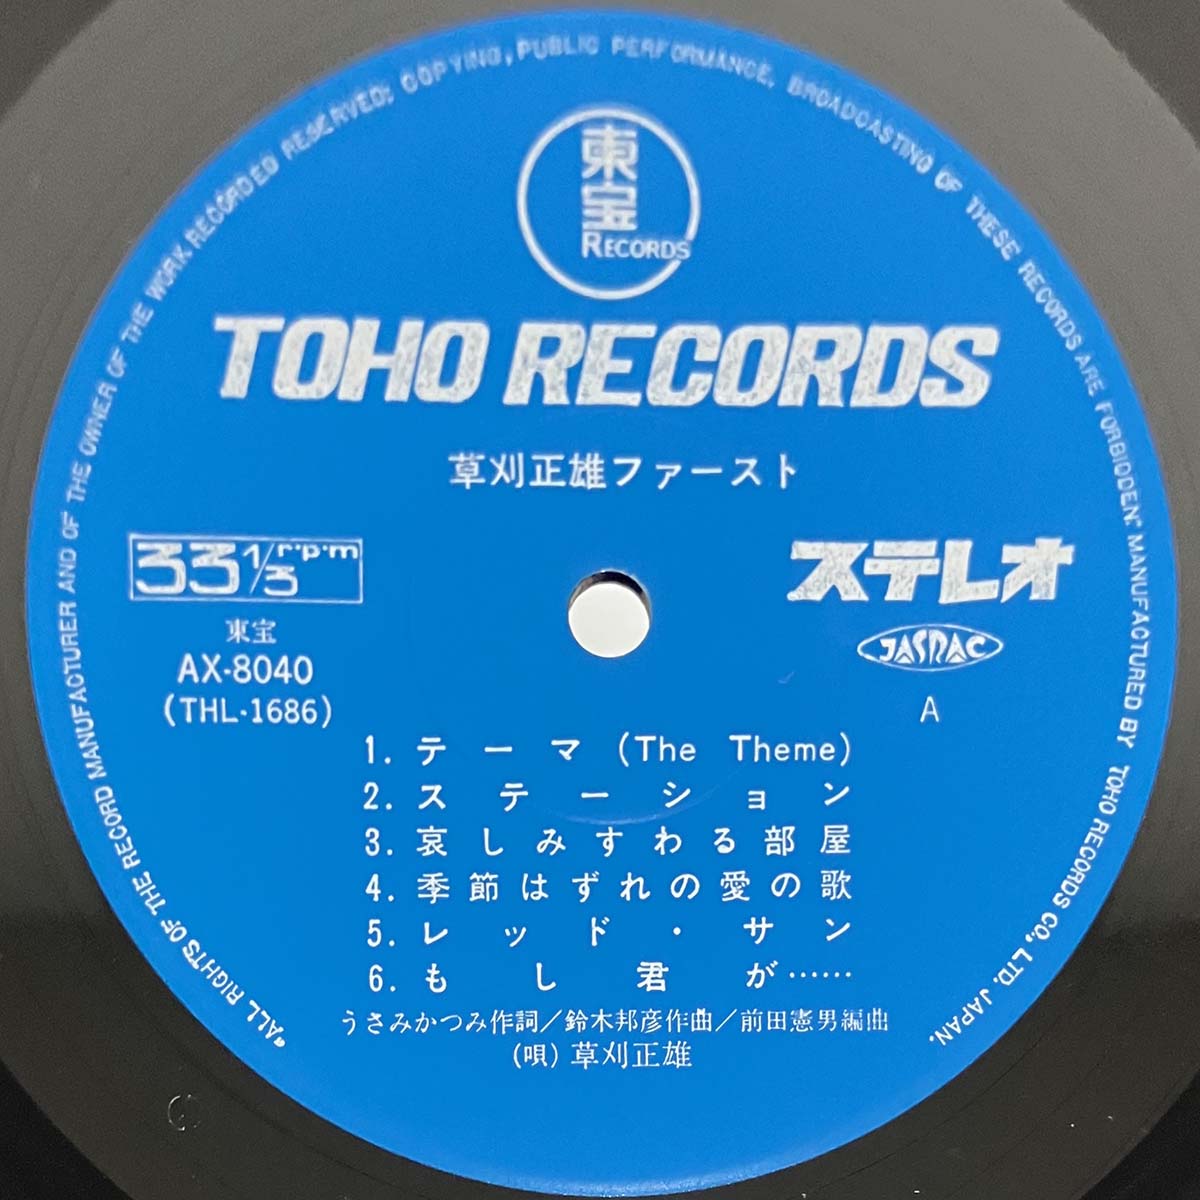 "ALL RIGHTS OF THE RECORD MANUFACTURER AND OF THE OWNER OF THE WORK RECORDED RESERVED; COPYING, PUBLIC PERFORMANCE, BROADCASTING OF THESE RECORDS ARE FORBIDDEN." MANUFACTURED BY TOHO RECORDS CO., LTD. JAPAN.
東宝
RECORDS
TOHO RECORDS
草刈正雄ファースト
33 1/3 r.p.m
ステレオ
東宝
AX-8040
(THL-1686)
JASRAC
A
1. テーマ (The Theme)
2. ステーション
3. 哀しみすわる部屋
4. 季節はずれの愛の歌
5. レッド・サン
6. もし君が……
うさみかつみ作詞/鈴木邦彦作曲/前田憲男編曲
(唄) 草刈正雄